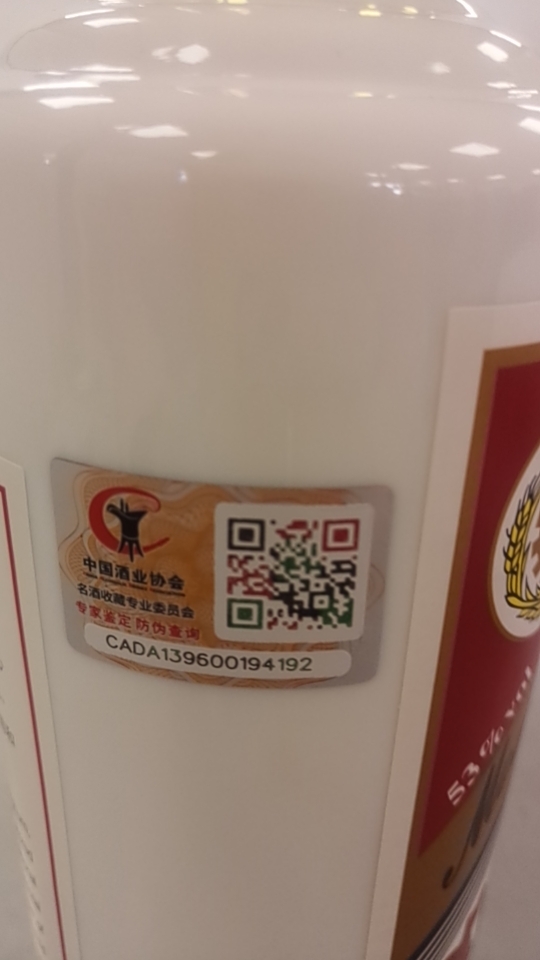 中国酒业协会
名酒收藏专业委员会
专家鉴定防伪查询
CADA139600194192
53%vol